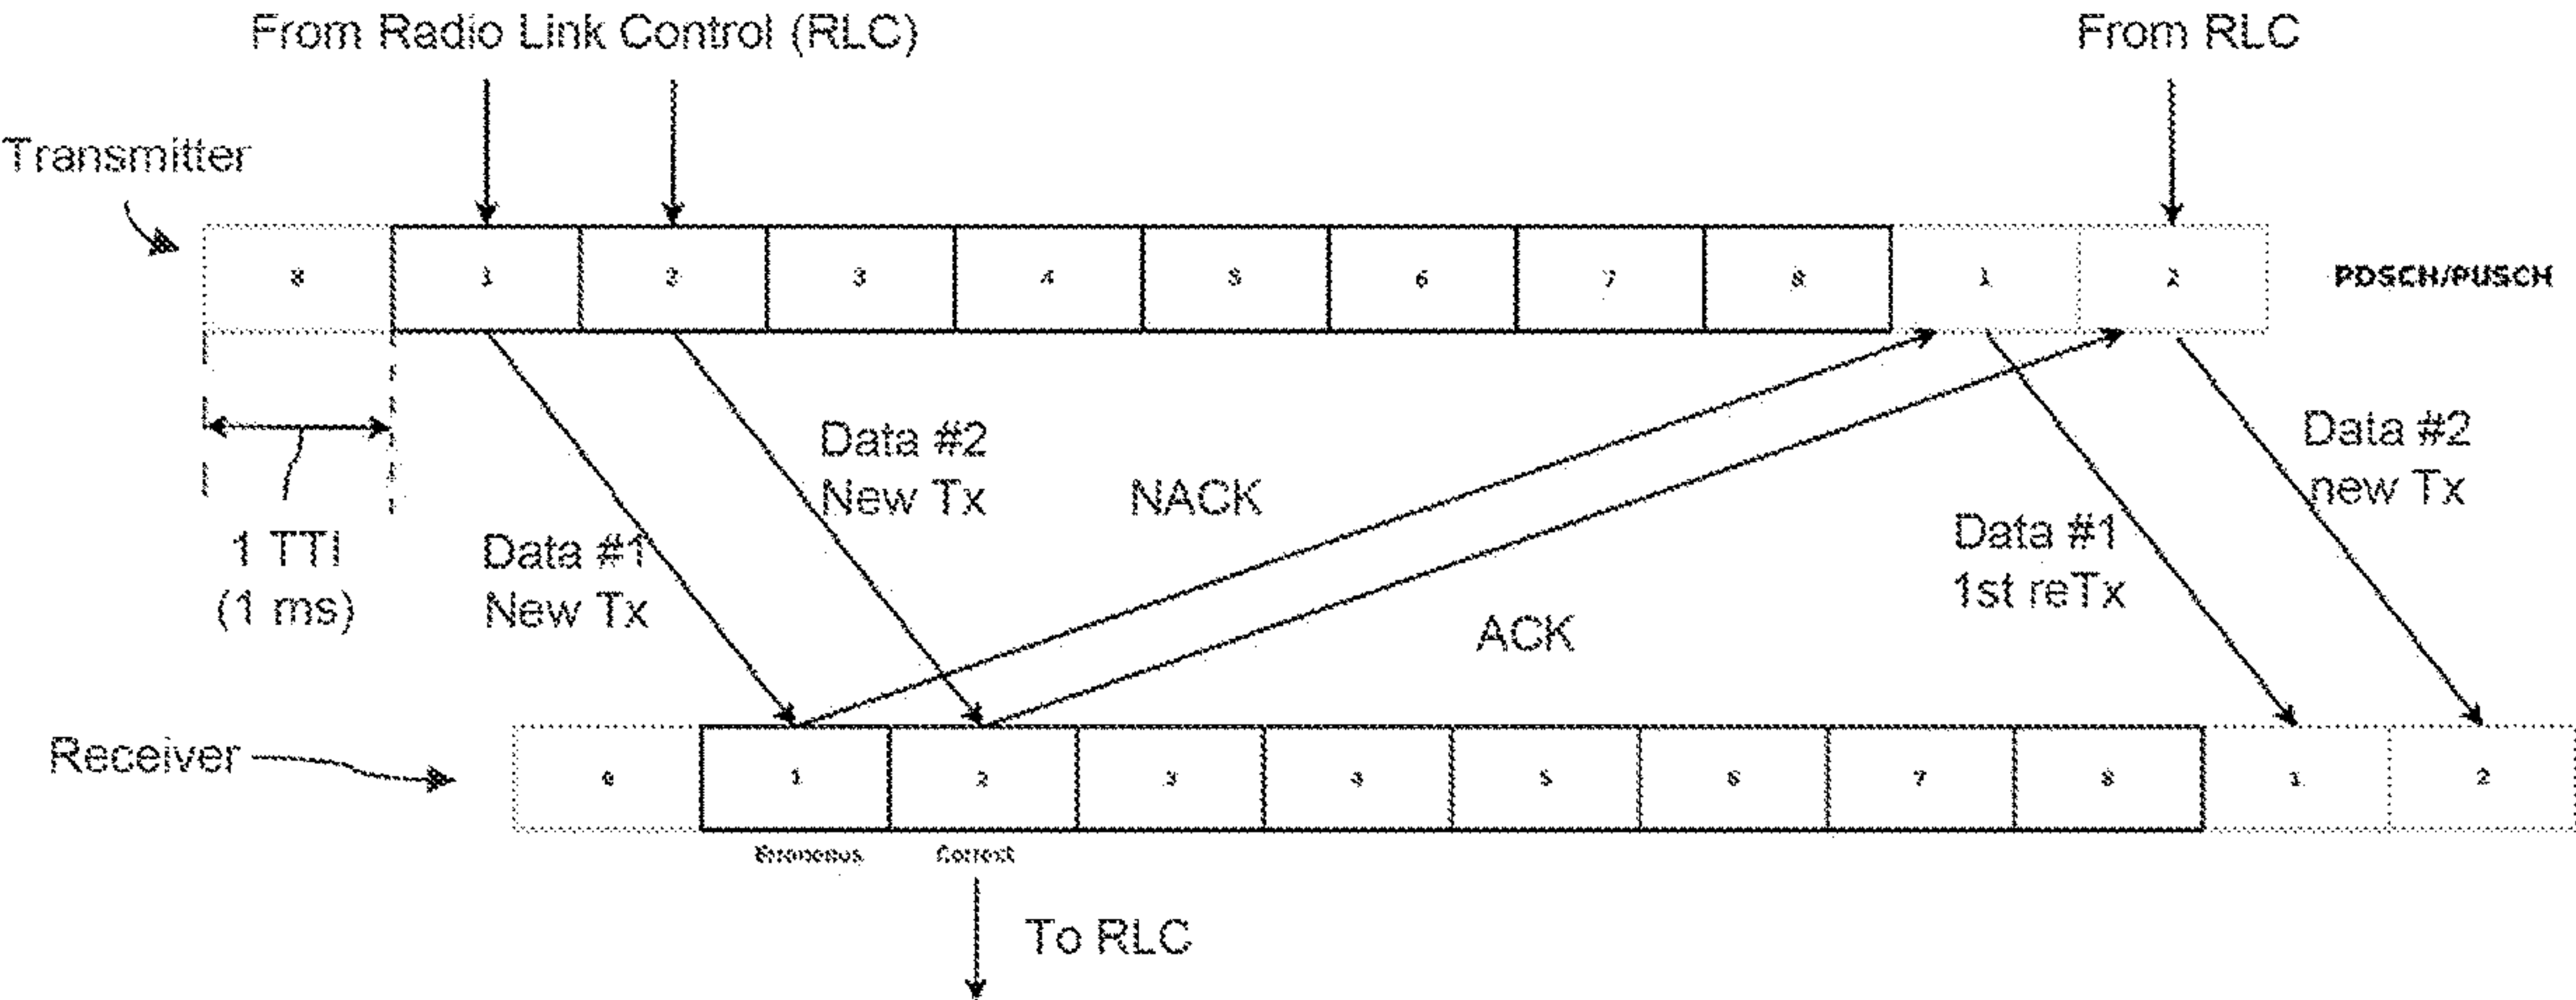 From Radio Link Control (RLC)
From RLC
Transmitter
8 1 2 3 4 5 6 7 8 1 2
PDSCH/PUSCH
Data #2
New Tx
NACK
Data #2
new Tx
1 TTI
(1 ms)
Data #1
New Tx
Data #1
1st reTx
ACK
Receiver
1 2 3 4 5 6 7 8 1 2
Erroneous
Correct
To RLC